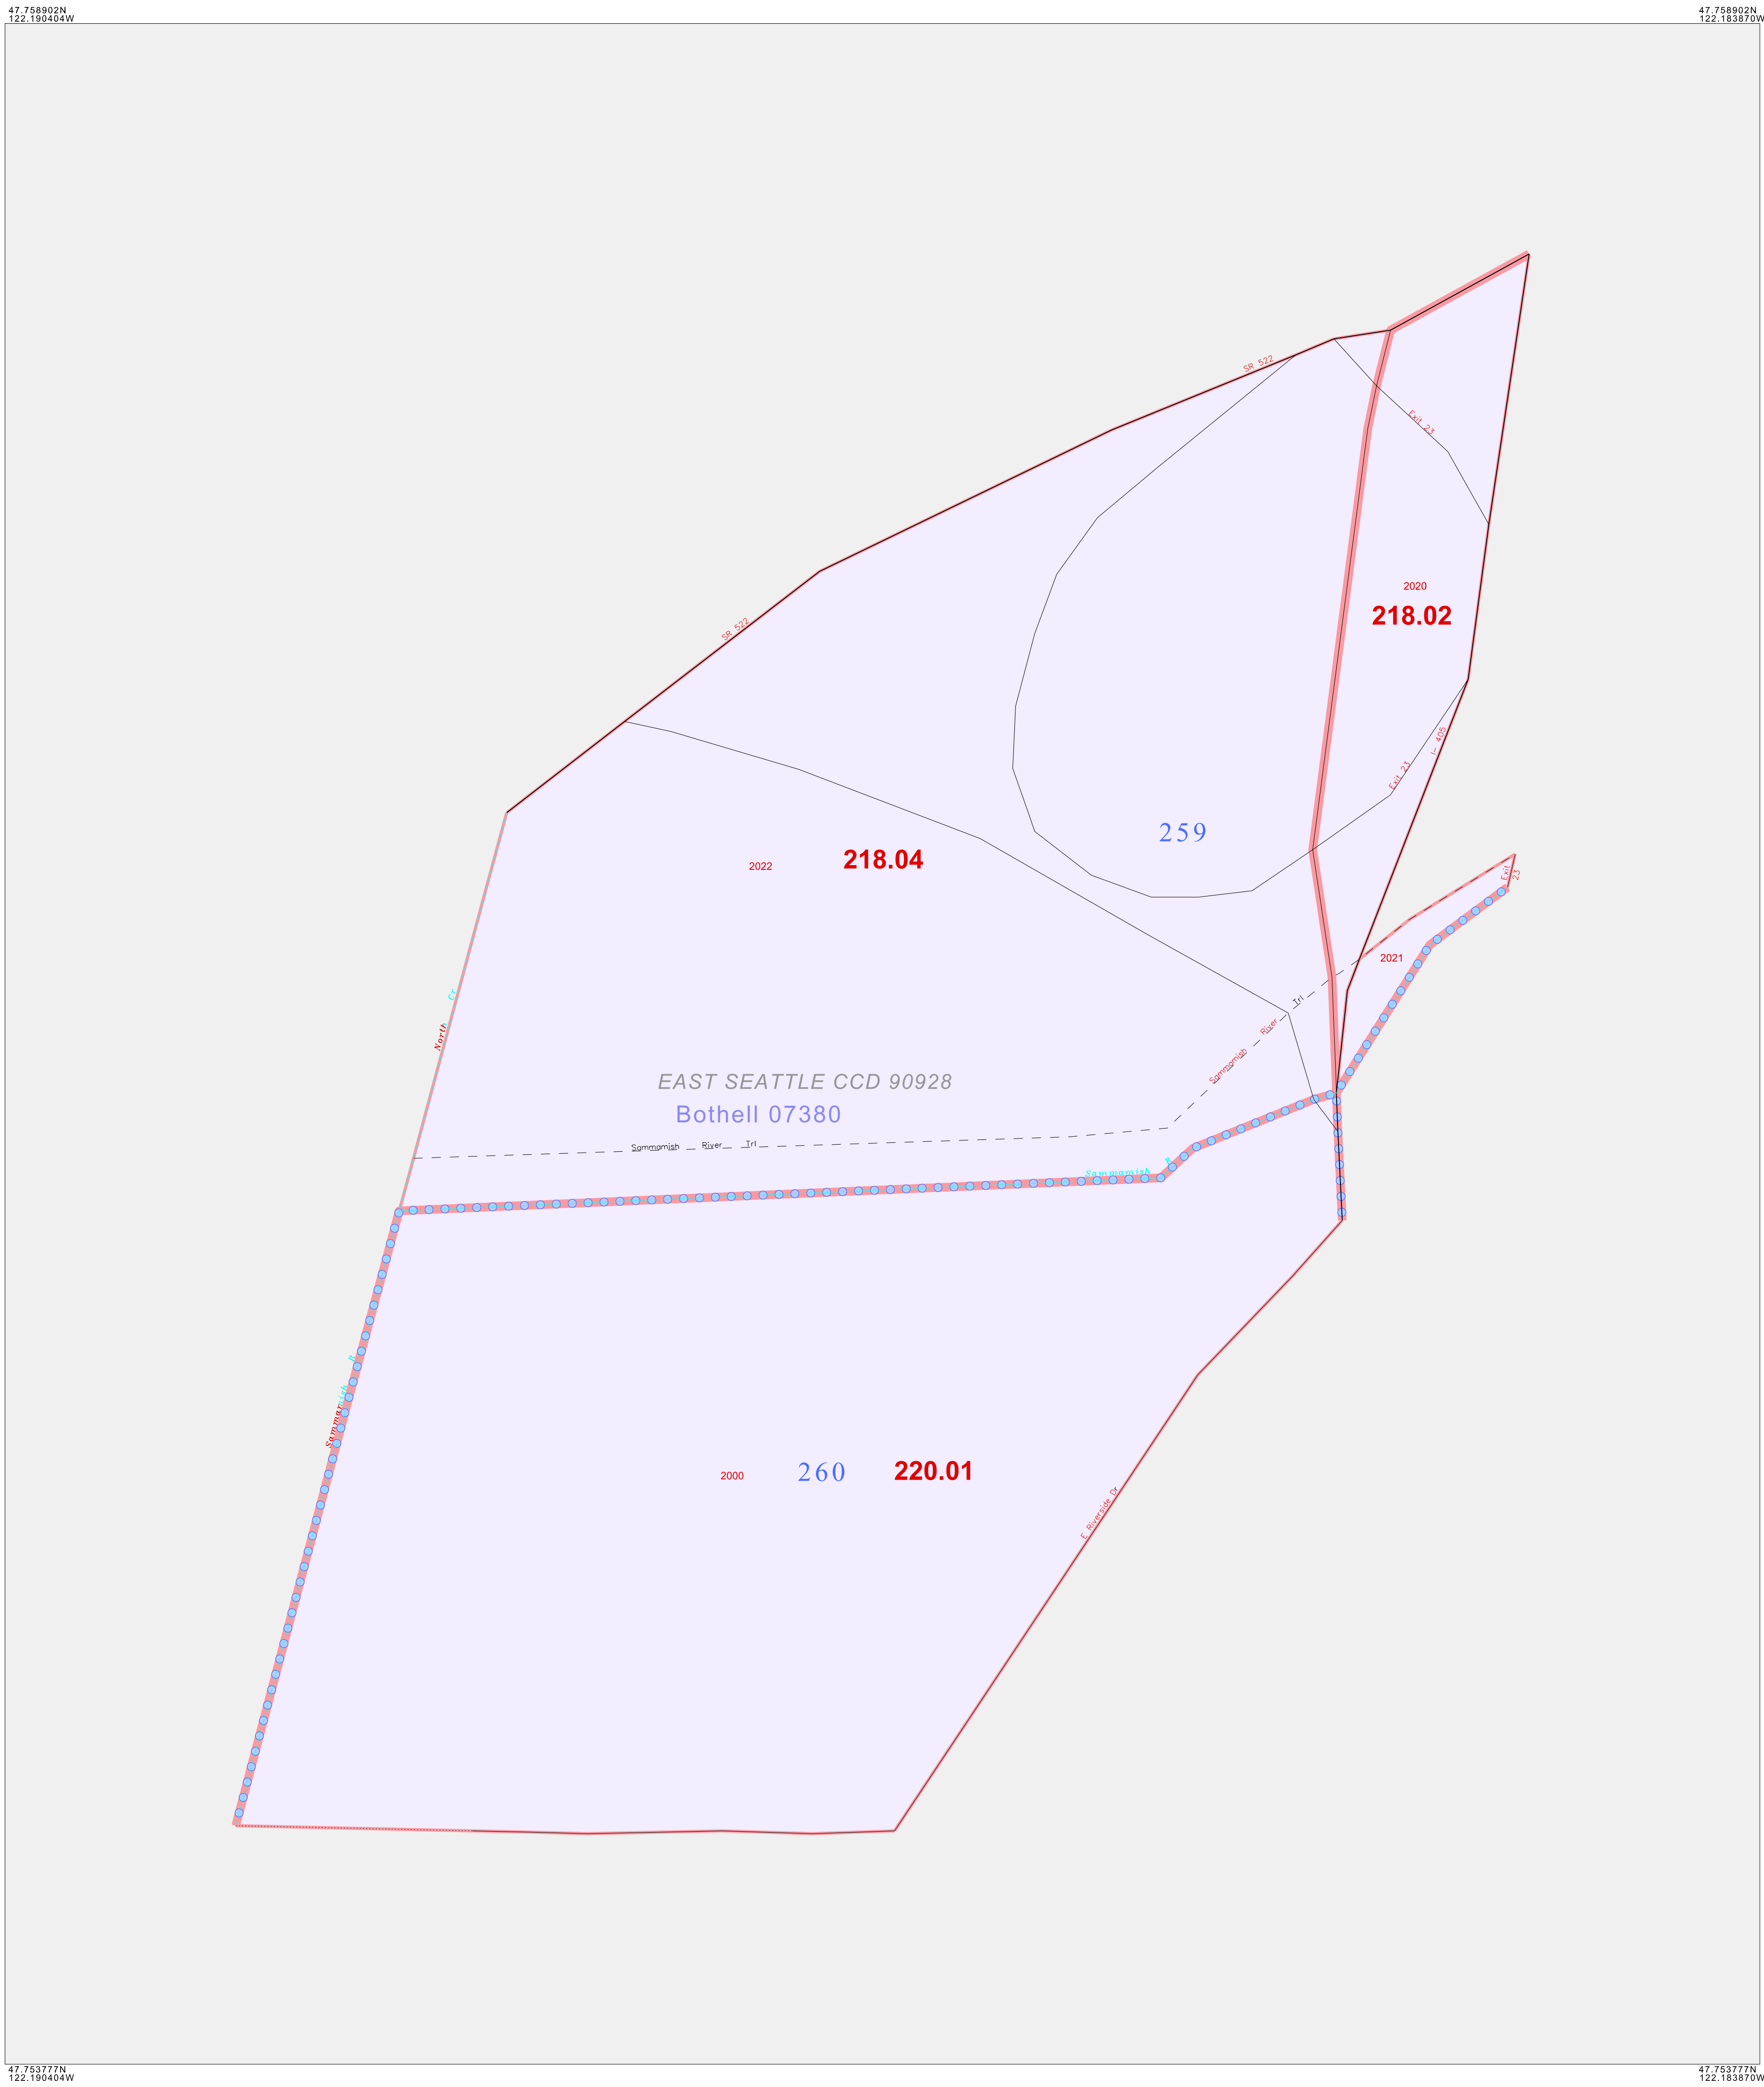 47.758902N
122.190404W
47.758902N
122.183870W
SR 522
Exit 23
SR 522
2020
218.02
I- 405
Exit 23
259
2022
218.04
Exit 23
2021
North Cr
Sammamish River Trl
EAST SEATTLE CCD 90928
Bothell 07380
Sammamish River Trl
Sammamish R
Sammamish R
2000
260
220.01
E Riverside Dr
47.753777N
122.190404W
47.753777N
122.183870W